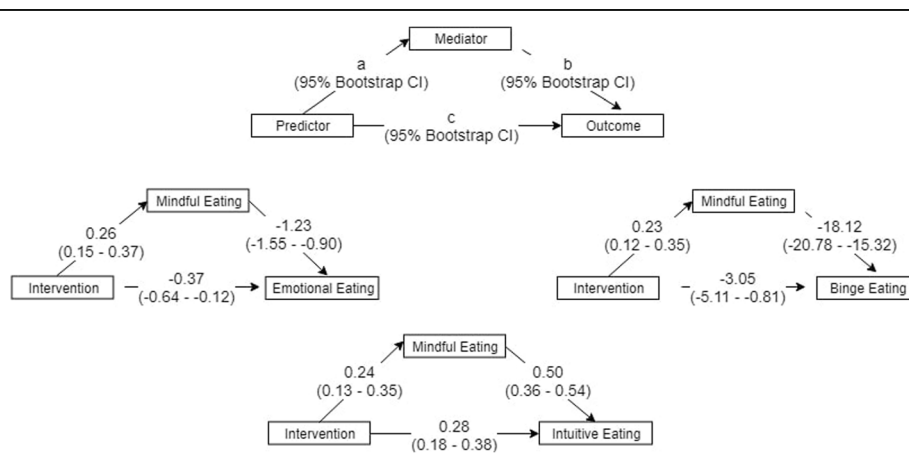 Mediator
a
(95% Bootstrap CI)
b
(95% Bootstrap CI)
Predictor
c
(95% Bootstrap CI)
Outcome
Mindful Eating
0.26
(0.15 - 0.37)
-1.23
(-1.55 - -0.90)
Intervention
-0.37
(-0.64 - -0.12)
Emotional Eating
Mindful Eating
0.23
(0.12 - 0.35)
-18.12
(-20.78 - -15.32)
Intervention
-3.05
(-5.11 - -0.81)
Binge Eating
Mindful Eating
0.24
(0.13 - 0.35)
0.50
(0.36 - 0.54)
Intervention
0.28
(0.18 - 0.38)
Intuitive Eating